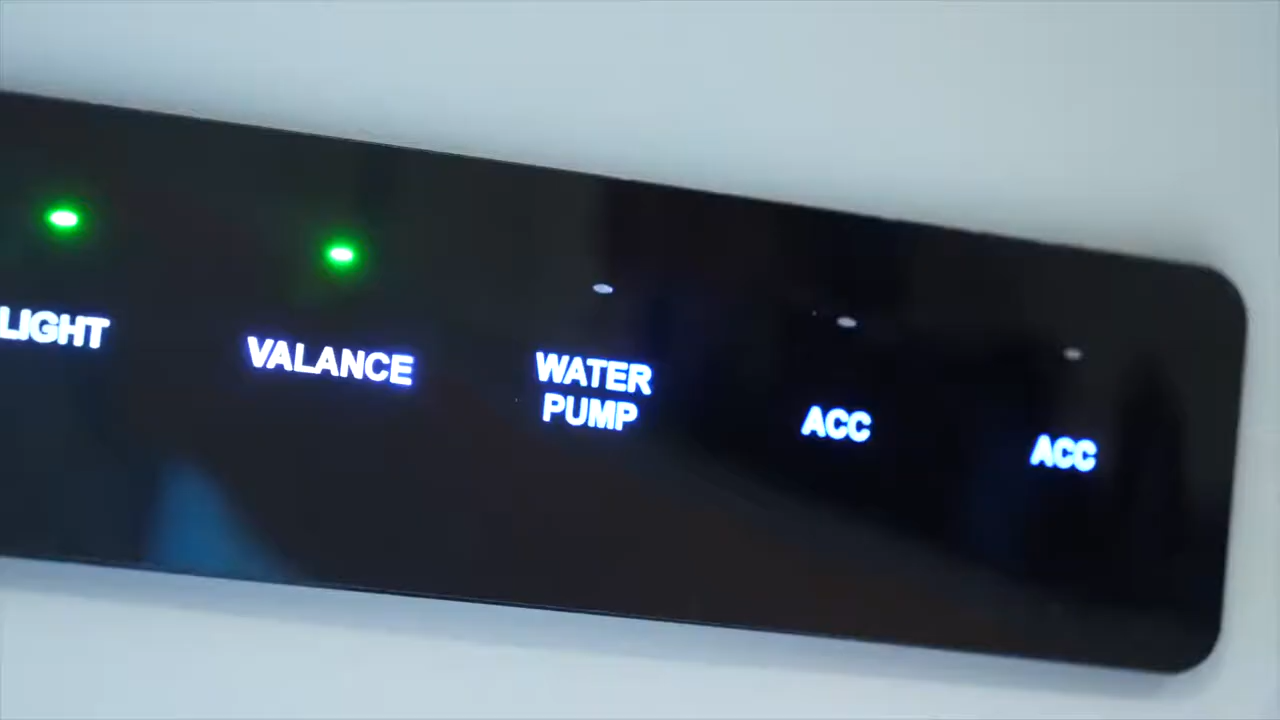 LIGHT
VALANCE
WATER
PUMP
ACC
ACC